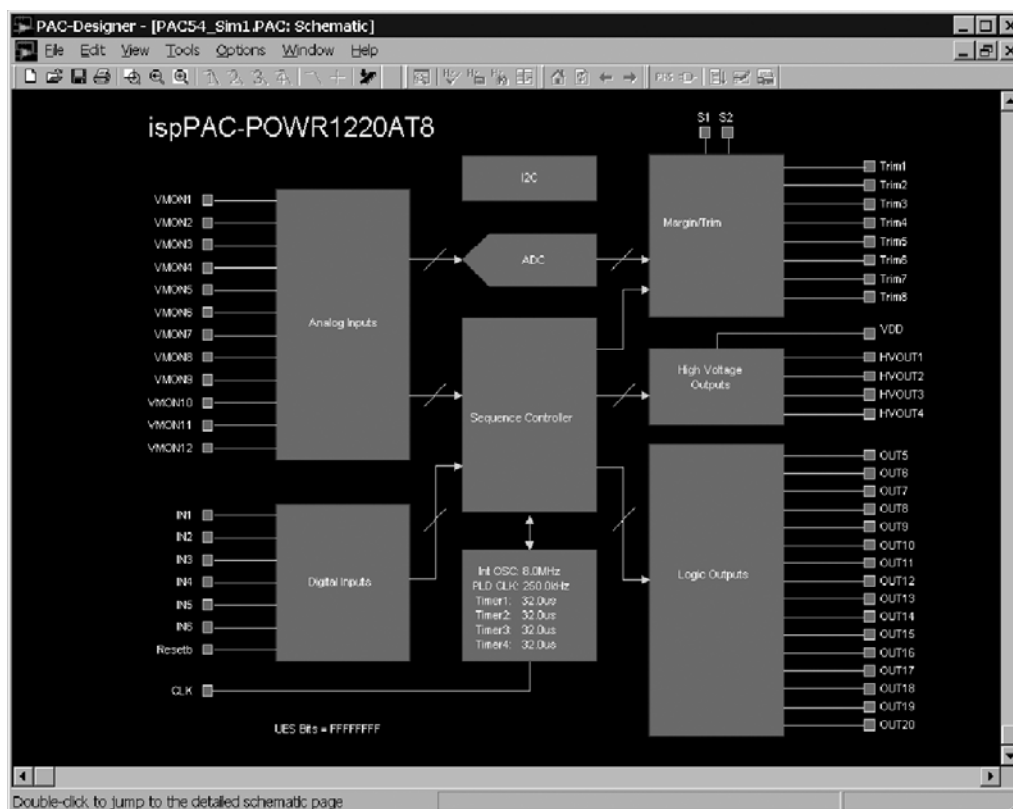 PAC-Designer - [PAC54_Sim1.PAC: Schematic]
File Edit View Tools Options Window Help
ispPAC-POWR1220AT8
S1 S2
I2C
ADC
Margin/Trim
Trim1
Trim2
Trim3
Trim4
Trim5
Trim6
Trim7
Trim8
VMON1
VMON2
VMON3
VMON4
VMON5
VMON6
VMON7
VMON8
VMON9
VMON10
VMON11
VMON12
Analog Inputs
VDD
High Voltage
Outputs
HVOUT1
HVOUT2
HVOUT3
HVOUT4
Sequence Controller
IN1
IN2
IN3
IN4
IN5
IN6
Resetb
Digital Inputs
CLK
Int OSC: 8.0MHz
PLD CLK: 250.0kHz
Timer1: 32.0us
Timer2: 32.0us
Timer3: 32.0us
Timer4: 32.0us
Logic Outputs
OUT5
OUT6
OUT7
OUT8
OUT9
OUT10
OUT11
OUT12
OUT13
OUT14
OUT15
OUT16
OUT17
OUT18
OUT19
OUT20
UES Bits = FFFFFFFF
Double-click to jump to the detailed schematic page